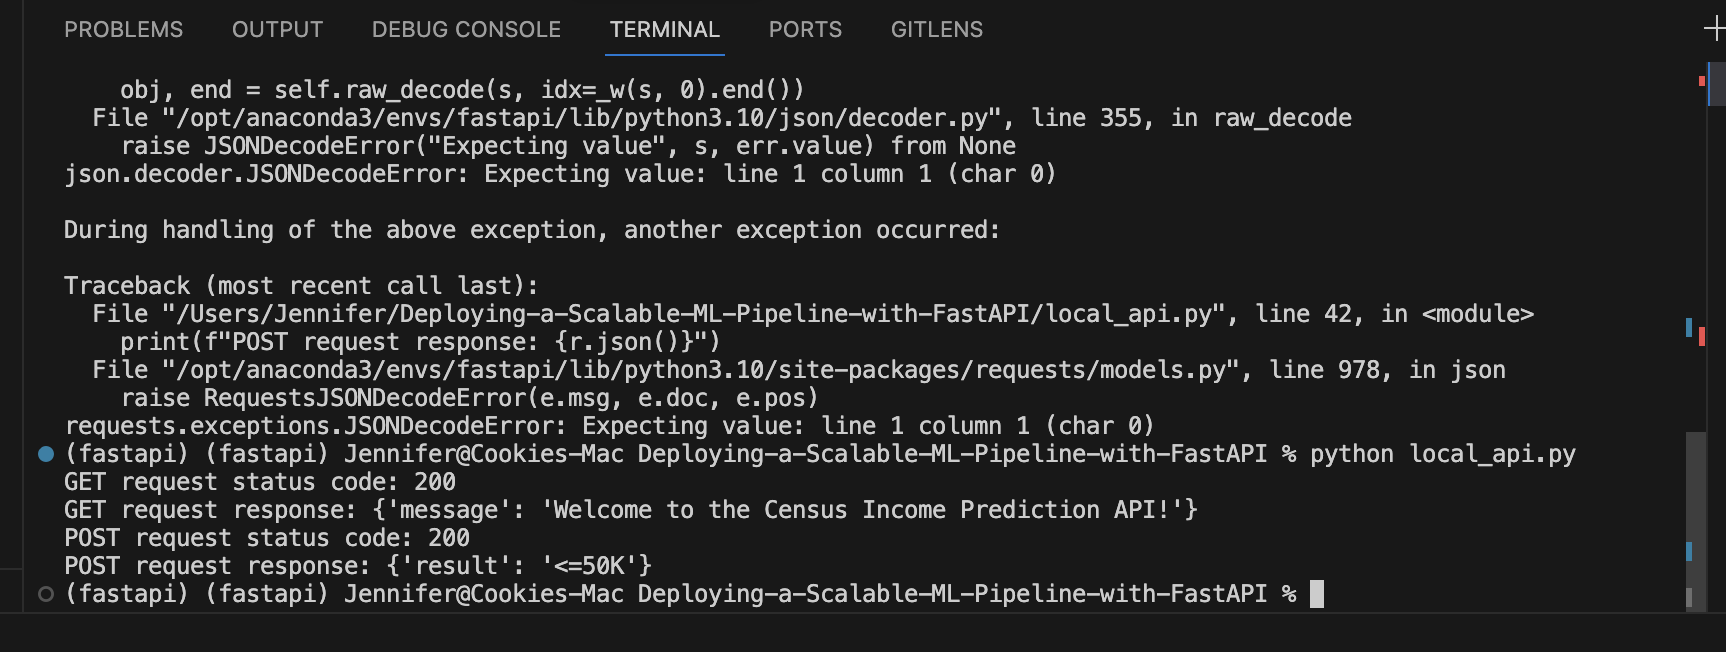 PROBLEMS OUTPUT DEBUG CONSOLE TERMINAL PORTS GITLENS
    obj, end = self.raw_decode(s, idx=_w(s, 0).end())
  File "/opt/anaconda3/envs/fastapi/lib/python3.10/json/decoder.py", line 355, in raw_decode
    raise JSONDecodeError("Expecting value", s, err.value) from None
json.decoder.JSONDecodeError: Expecting value: line 1 column 1 (char 0)
During handling of the above exception, another exception occurred:
Traceback (most recent call last):
  File "/Users/Jennifer/Deploying-a-Scalable-ML-Pipeline-with-FastAPI/local_api.py", line 42, in <module>
    print(f"POST request response: {r.json()}")
  File "/opt/anaconda3/envs/fastapi/lib/python3.10/site-packages/requests/models.py", line 978, in json
    raise RequestsJSONDecodeError(e.msg, e.doc, e.pos)
requests.exceptions.JSONDecodeError: Expecting value: line 1 column 1 (char 0)
(fastapi) (fastapi) Jennifer@Cookies-Mac Deploying-a-Scalable-ML-Pipeline-with-FastAPI % python local_api.py
GET request status code: 200
GET request response: {'message': 'Welcome to the Census Income Prediction API!'}
POST request status code: 200
POST request response: {'result': '<=50K'}
(fastapi) (fastapi) Jennifer@Cookies-Mac Deploying-a-Scalable-ML-Pipeline-with-FastAPI %